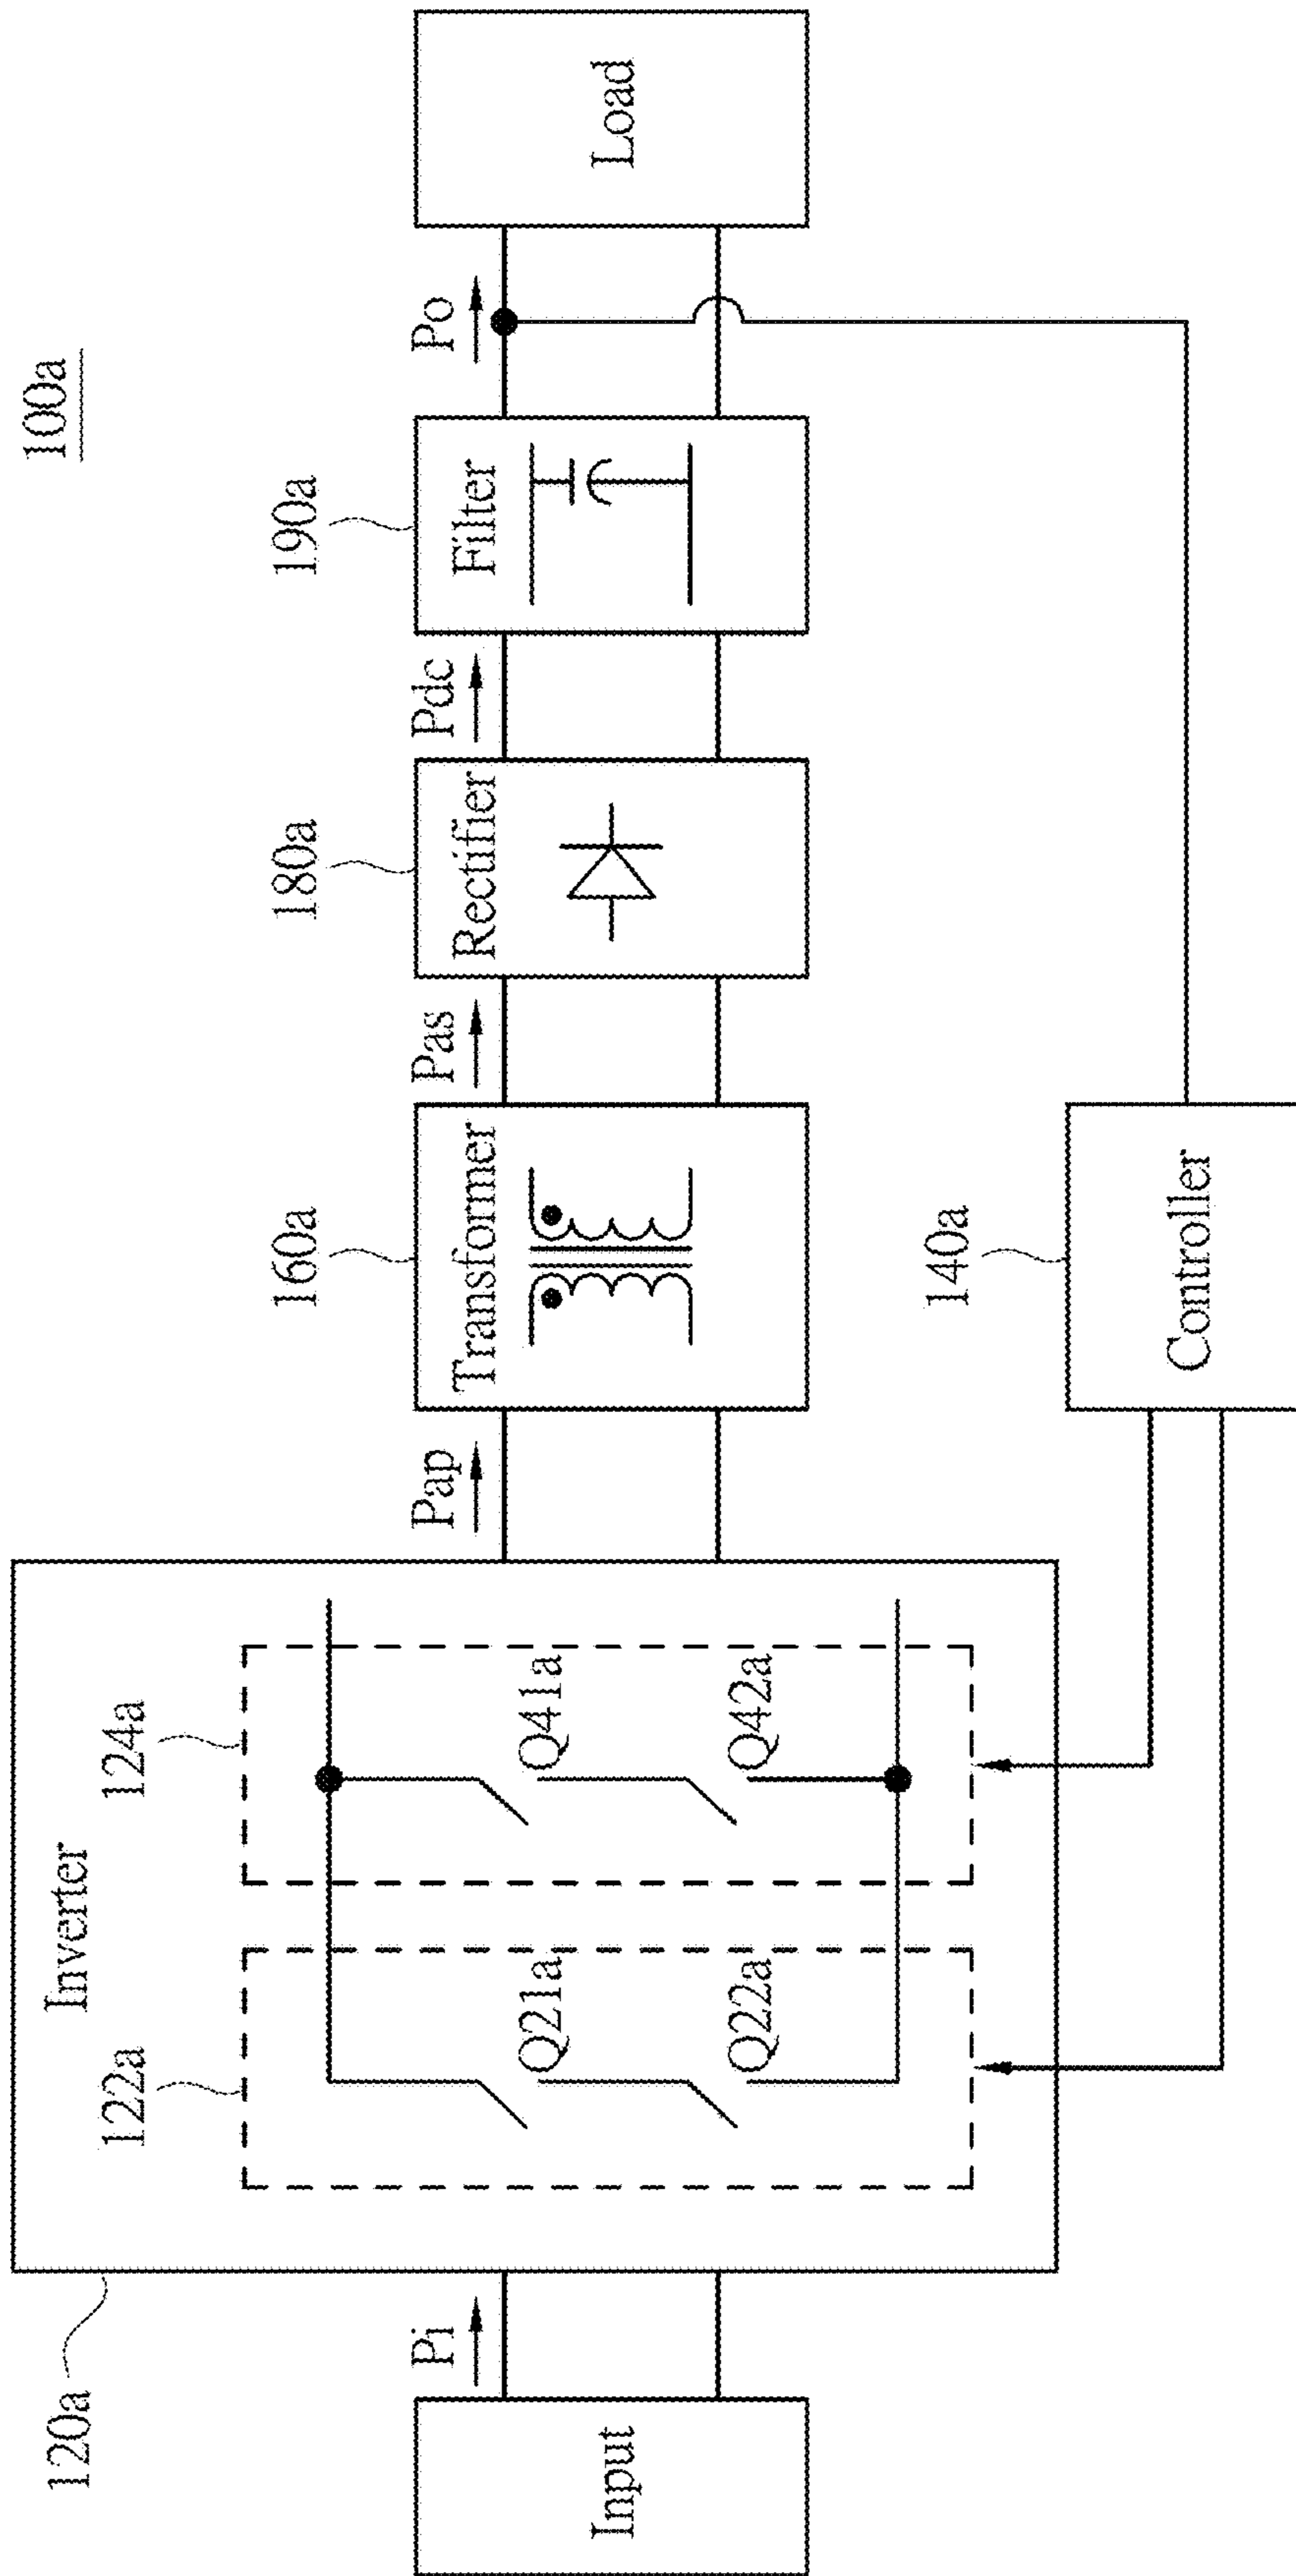 100a
120a
Inverter
122a
124a
Q21a
Q41a
Q22a
Q42a
Input
Pi
Pap
160a
Transformer
Pas
180a
Rectifier
Pdc
190a
Filter
Po
Load
140a
Controller